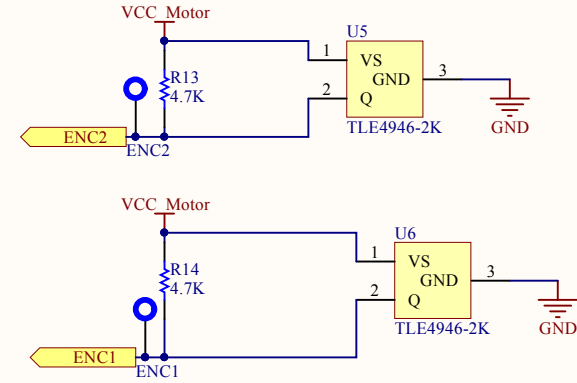 VCC_Motor
U5
1
VS
R13
GND
3
4.7K
2
Q
TLE4946-2K
GND
ENC2
ENC2
VCC_Motor
U6
1
VS
R14
GND
3
4.7K
2
Q
TLE4946-2K
GND
ENC1
ENC1